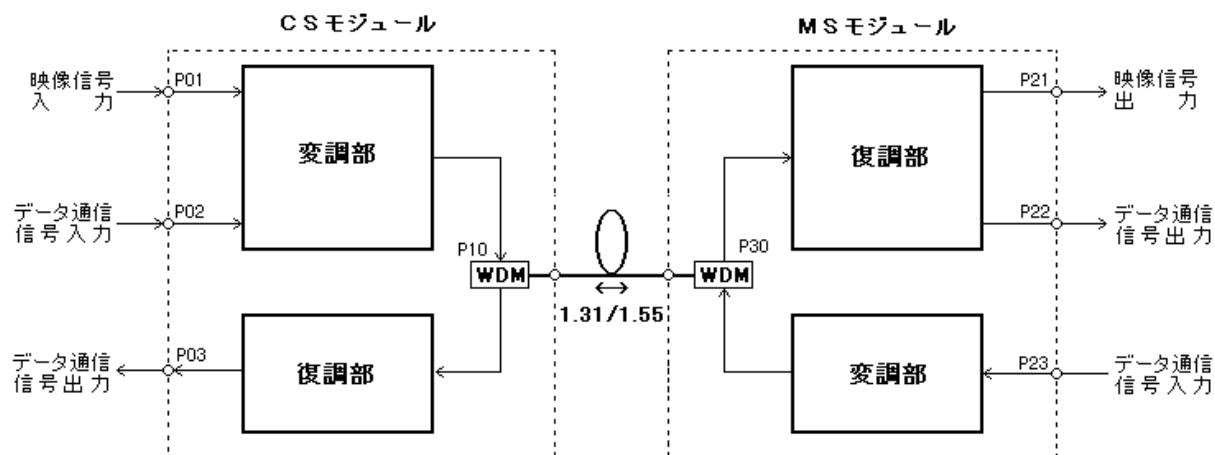 CSモジュール
MSモジュール
映像信号
入力
P01
変調部
データ通信
信号入力
P02
P10
WDM
データ通信
信号出力
P03
復調部
1.31/1.55
P30
WDM
復調部
P21
映像信号
出力
P22
データ通信
信号出力
変調部
P23
データ通信
信号入力